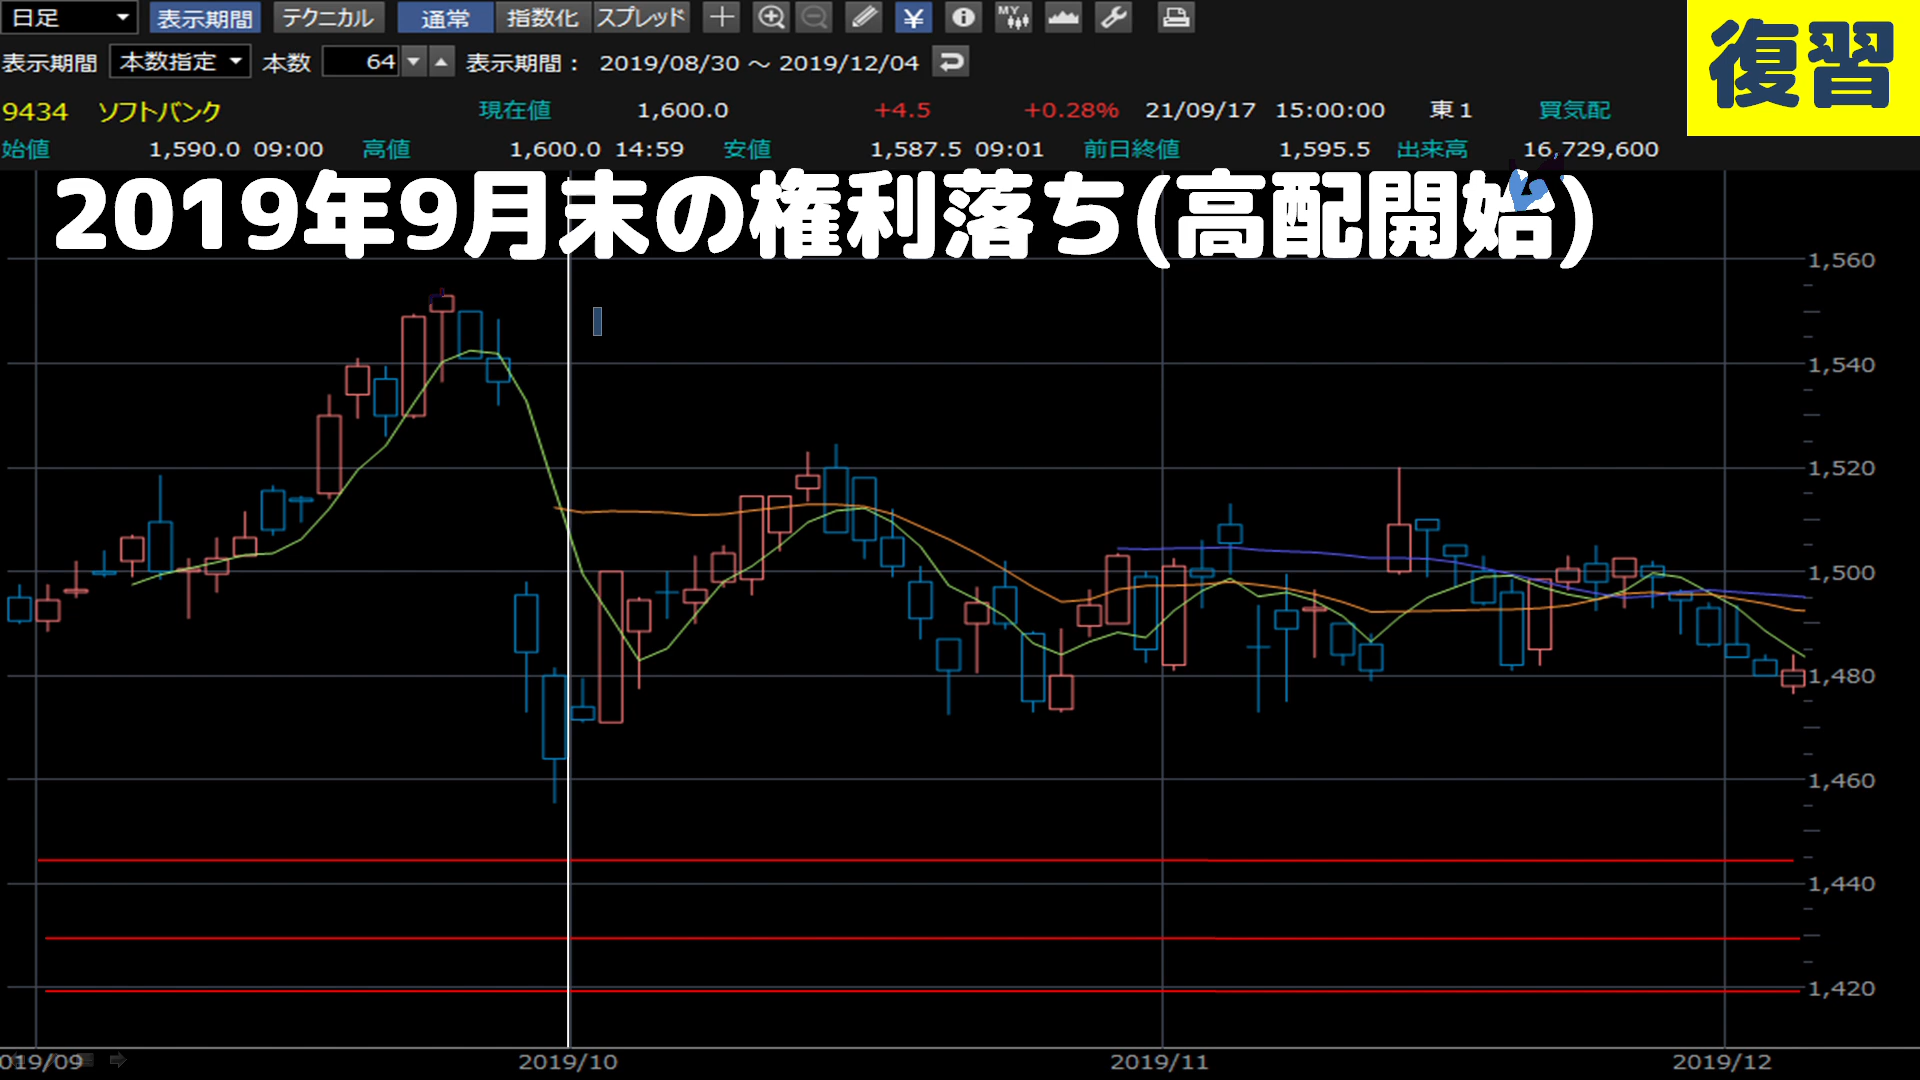 日足 表示期間 テクニカル 通常 指数化 スプレッド MY ¥
表示期間 本数指定 本数 64 表示期間: 2019/08/30 ～ 2019/12/04
復習
9434 ソフトバンク 現在値 1,600.0 +4.5 +0.28% 21/09/17 15:00:00 東1 買気配
始値 1,590.0 09:00 高値 1,600.0 14:59 安値 1,587.5 09:01 前日終値 1,595.5 出来高 16,729,600
2019年9月末の権利落ち(高配開始)
1,560
1,540
1,520
1,500
1,480
1,460
1,440
1,420
019/09 2019/10 2019/11 2019/12